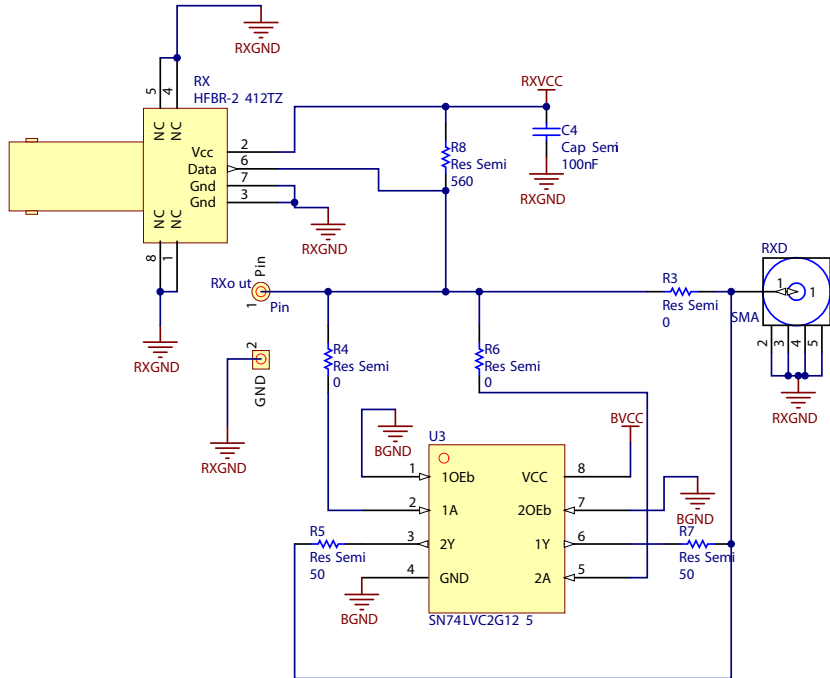 RXGND
RX
HFBR-2 412TZ
5
4
NC
NC
Vcc
2
Data
6
Gnd
7
Gnd
3
NC
NC
8
1
RXGND
RXGND
RXVCC
R8
Res Semi
560
C4
Cap Semi
100nF
RXGND
RXo ut
Pin
1
Pin
R3
Res Semi
0
RXD
1
1
SMA
2
3
4
5
RXGND
R4
Res Semi
0
R6
Res Semi
0
2
GND
RXGND
BGND
U3
BVCC
1
1OEb
VCC
8
2
1A
2OEb
7
BGND
R5
Res Semi
50
3
2Y
1Y
6
R7
Res Semi
50
4
GND
2A
5
BGND
SN74LVC2G12 5